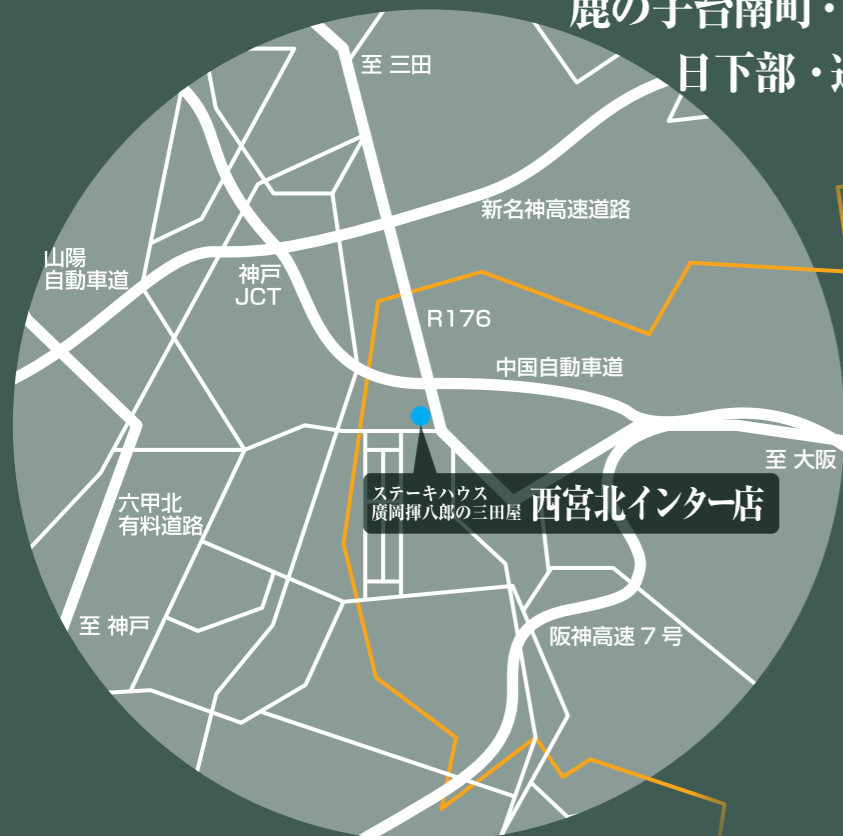 鹿の子台南町・
日下部・
至 三田
新名神高速道路
山陽
自動車道
神戸
JCT
R176
中国自動車道
至 大阪
ステーキハウス
廣岡揮八郎の三田屋 西宮北インター店
六甲北
有料道路
至 神戸
阪神高速 7 号